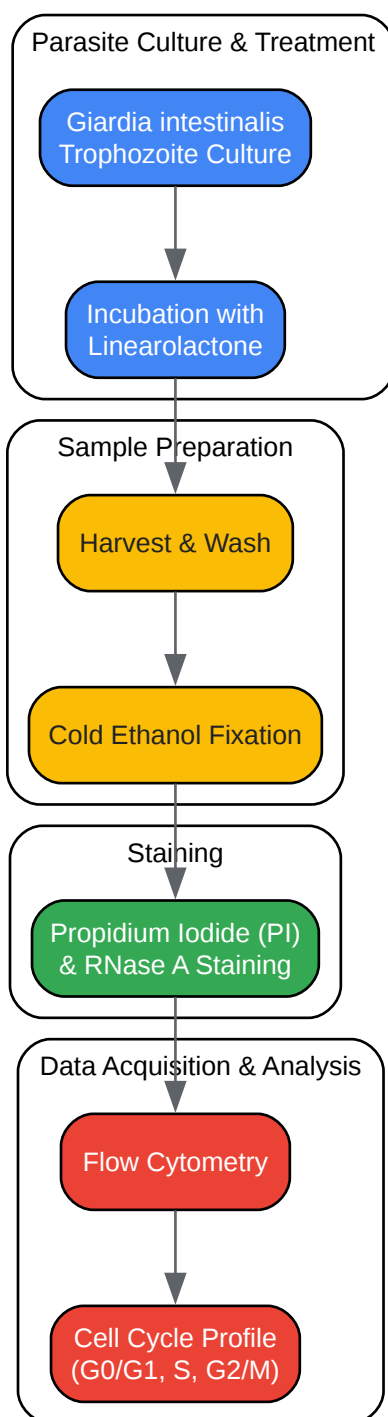 Parasite Culture & Treatment
Giardia intestinalis
Trophozoite Culture
Incubation with
Linearolactone
Sample Preparation
Harvest & Wash
Cold Ethanol Fixation
Staining
Propidium Iodide (PI)
& RNase A Staining
Data Acquisition & Analysis
Flow Cytometry
Cell Cycle Profile
(G0/G1, S, G2/M)